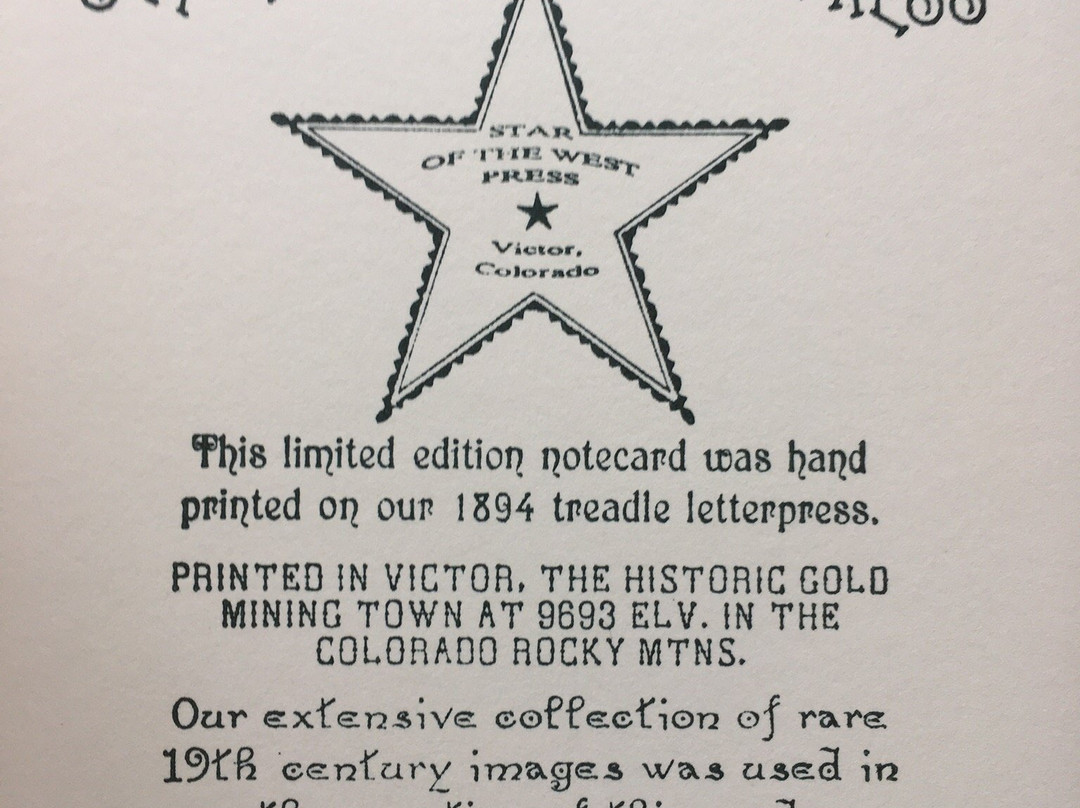 STAR
OF THE WEST
PRESS
Victor,
Colorado
This limited edition notecard was hand
printed on our 1894 treadle letterpress.
PRINTED IN VICTOR, THE HISTORIC GOLD
MINING TOWN AT 9693 ELV. IN THE
COLORADO ROCKY MTNS.
Our extensive collection of rare
19th century images was used in